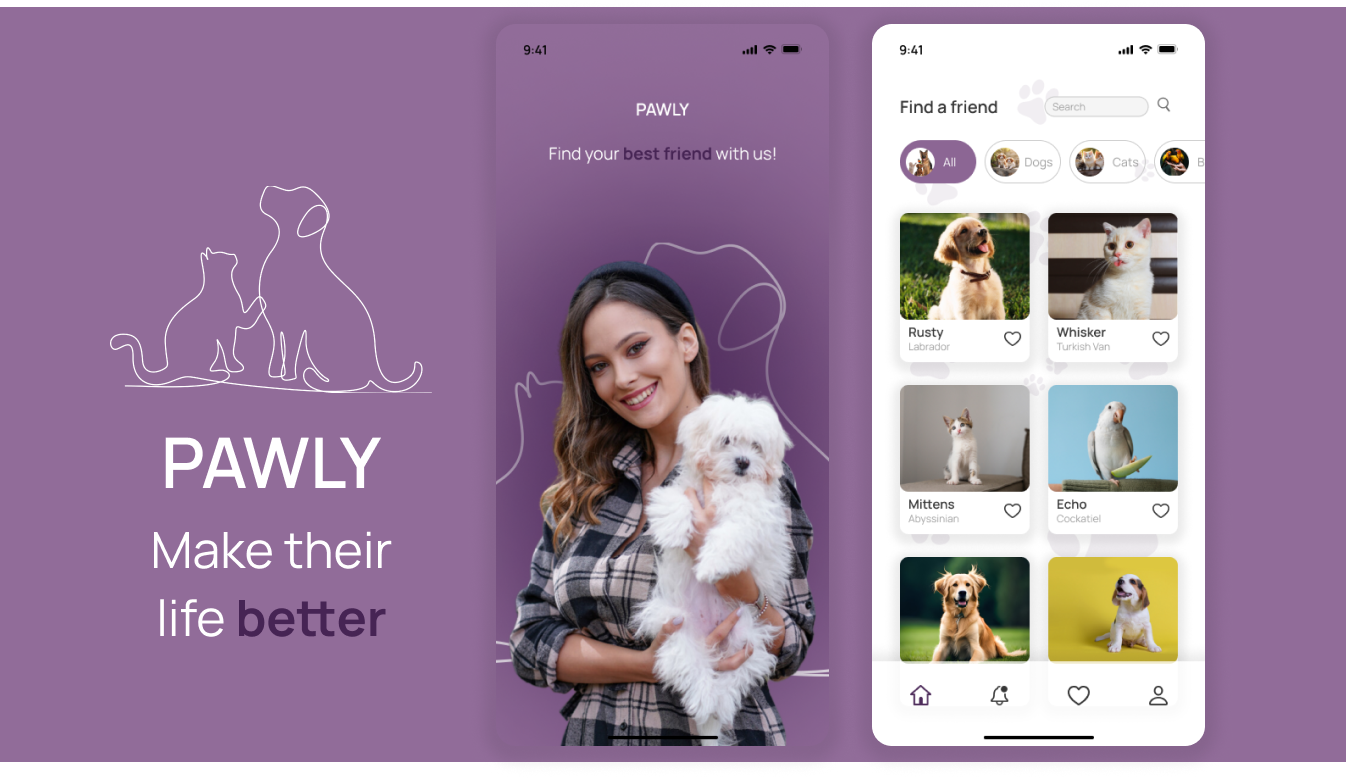 PAWLY
Make their
life better
9:41
PAWLY
Find your best friend with us!
9:41
Find a friend
Search
All
Dogs
Cats
B
Rusty
Labrador
Whisker
Turkish Van
Mittens
Abyssinian
Echo
Cockatiel